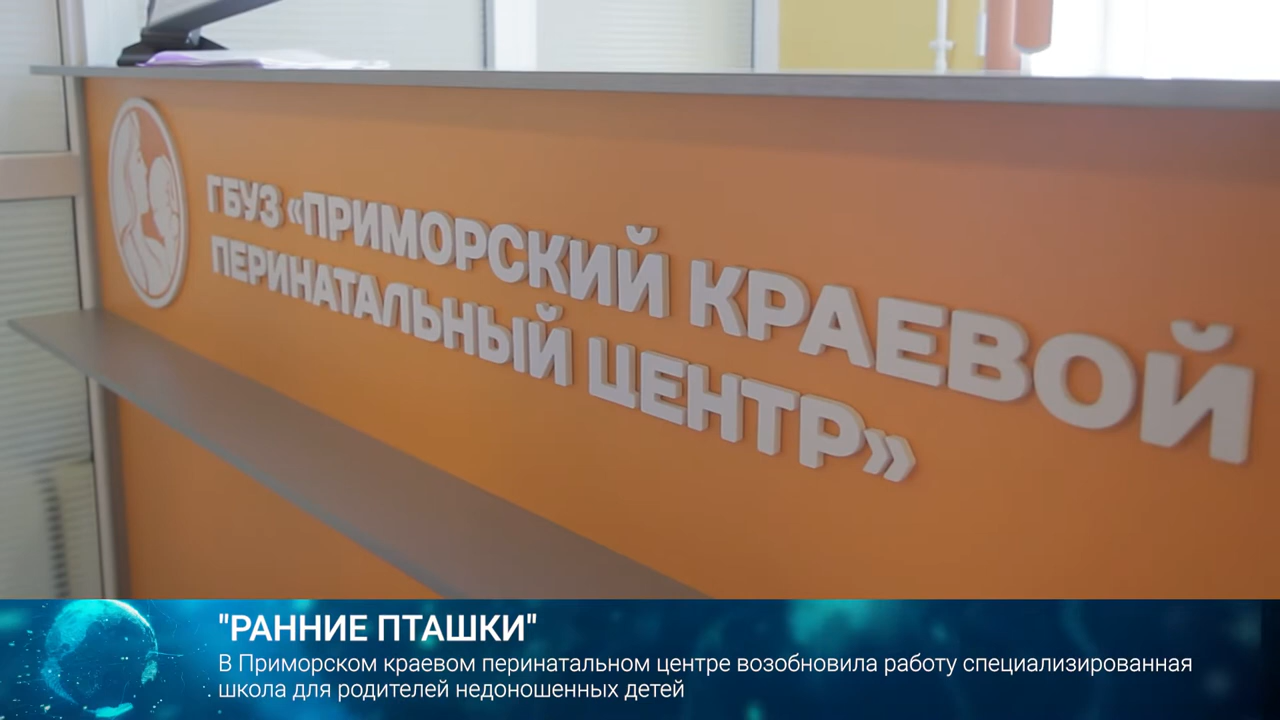 ГБУЗ «ПРИМОРСКИЙ КРАЕВОЙ
ПЕРИНАТАЛЬНЫЙ ЦЕНТР»
"РАННИЕ ПТАШКИ"
В Приморском краевом перинатальном центре возобновила работу специализированная
школа для родителей недоношенных детей